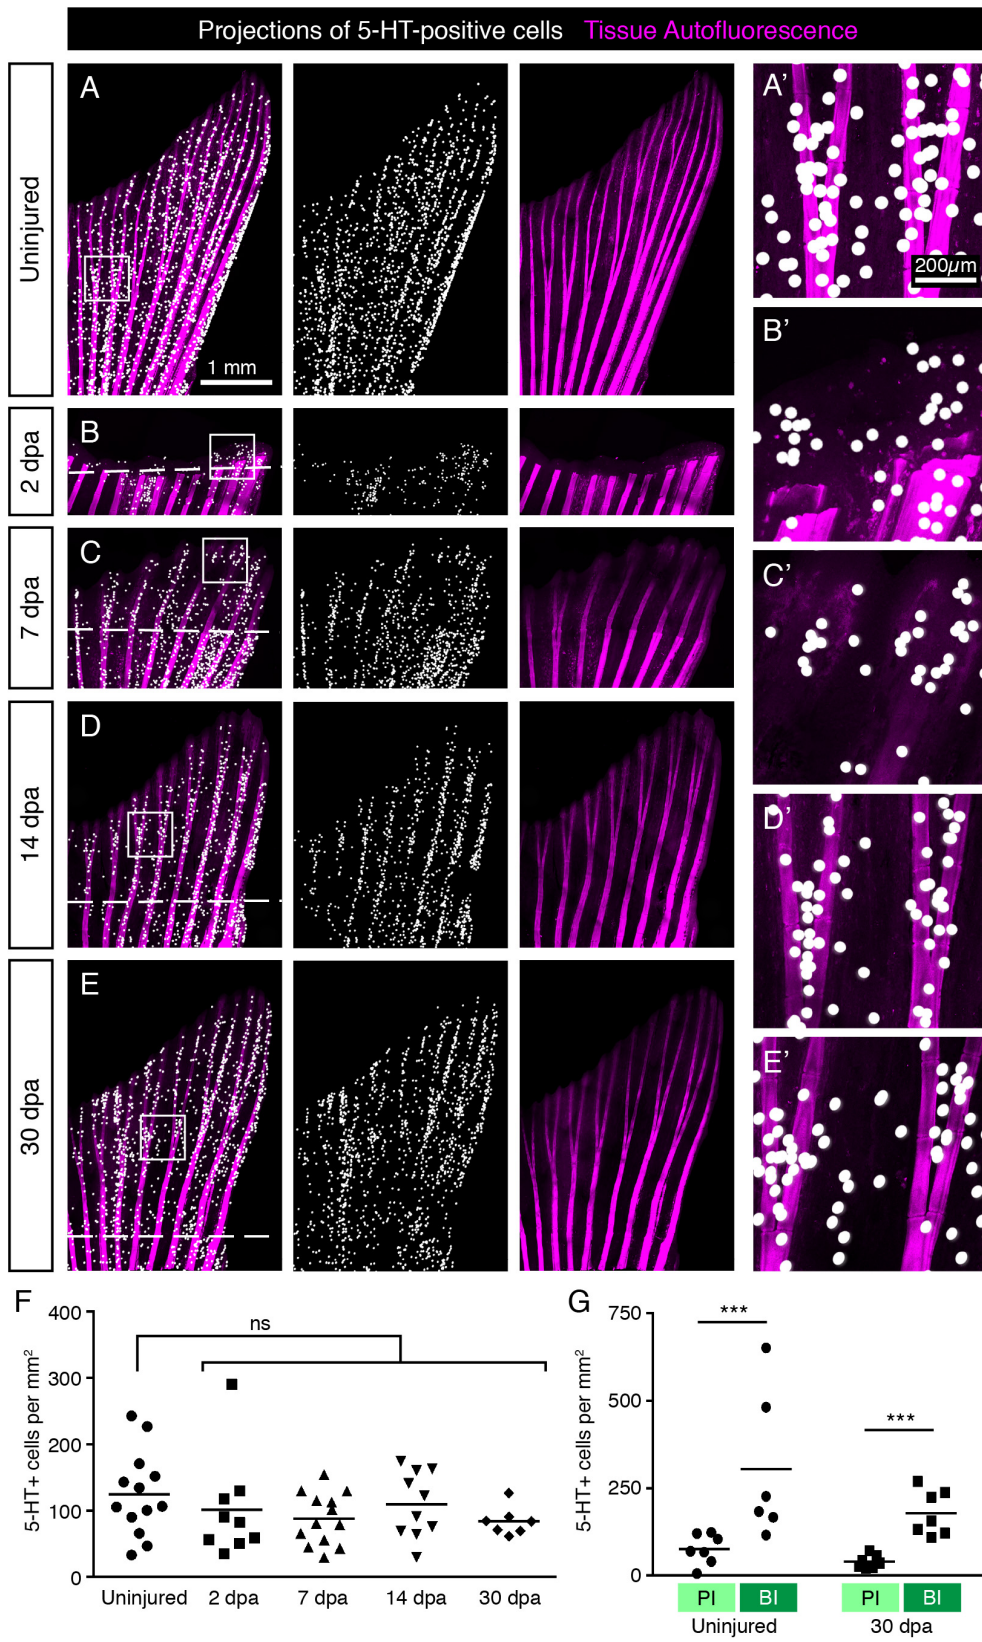 Projections of 5-HT-positive cells Tissue Autofluorescence
Uninjured
A
1 mm
A'
200µm
2 dpa
B
B'
7 dpa
C
C'
14 dpa
D
D'
30 dpa
E
E'
F
5-HT+ cells per mm²
400
300
200
100
0
ns
Uninjured 2 dpa 7 dpa 14 dpa 30 dpa
G
5-HT+ cells per mm²
750
500
250
0
***
***
PI BI PI BI
Uninjured 30 dpa